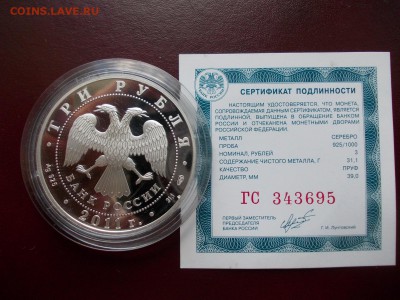 COINS.LAVE.RU
ТРИ РУБЛЯ
Ag 925
БАНК РОССИИ
2011 г.
СЕРТИФИКАТ ПОДЛИННОСТИ
НАСТОЯЩИМ УДОСТОВЕРЯЕТСЯ, ЧТО МОНЕТА,
СОПРОВОЖДАЕМАЯ ДАННЫМ СЕРТИФИКАТОМ, ЯВЛЯЕТСЯ
ПОДЛИННОЙ, ВЫПУЩЕНА В ОБРАЩЕНИЕ БАНКОМ
РОССИИ И ОТЧЕКАНЕНА МОНЕТНЫМИ ДВОРАМИ
РОССИЙСКОЙ ФЕДЕРАЦИИ.
МЕТАЛЛ СЕРЕБРО
ПРОБА 925/1000
НОМИНАЛ, РУБЛЕЙ 3
СОДЕРЖАНИЕ ЧИСТОГО МЕТАЛЛА, Г 31,1
КАЧЕСТВО ПРУФ
ДИАМЕТР, ММ 39,0
ГС 343695
ПЕРВЫЙ ЗАМЕСТИТЕЛЬ
ПРЕДСЕДАТЕЛЯ
БАНКА РОССИИ
Г. И. Лунтовский